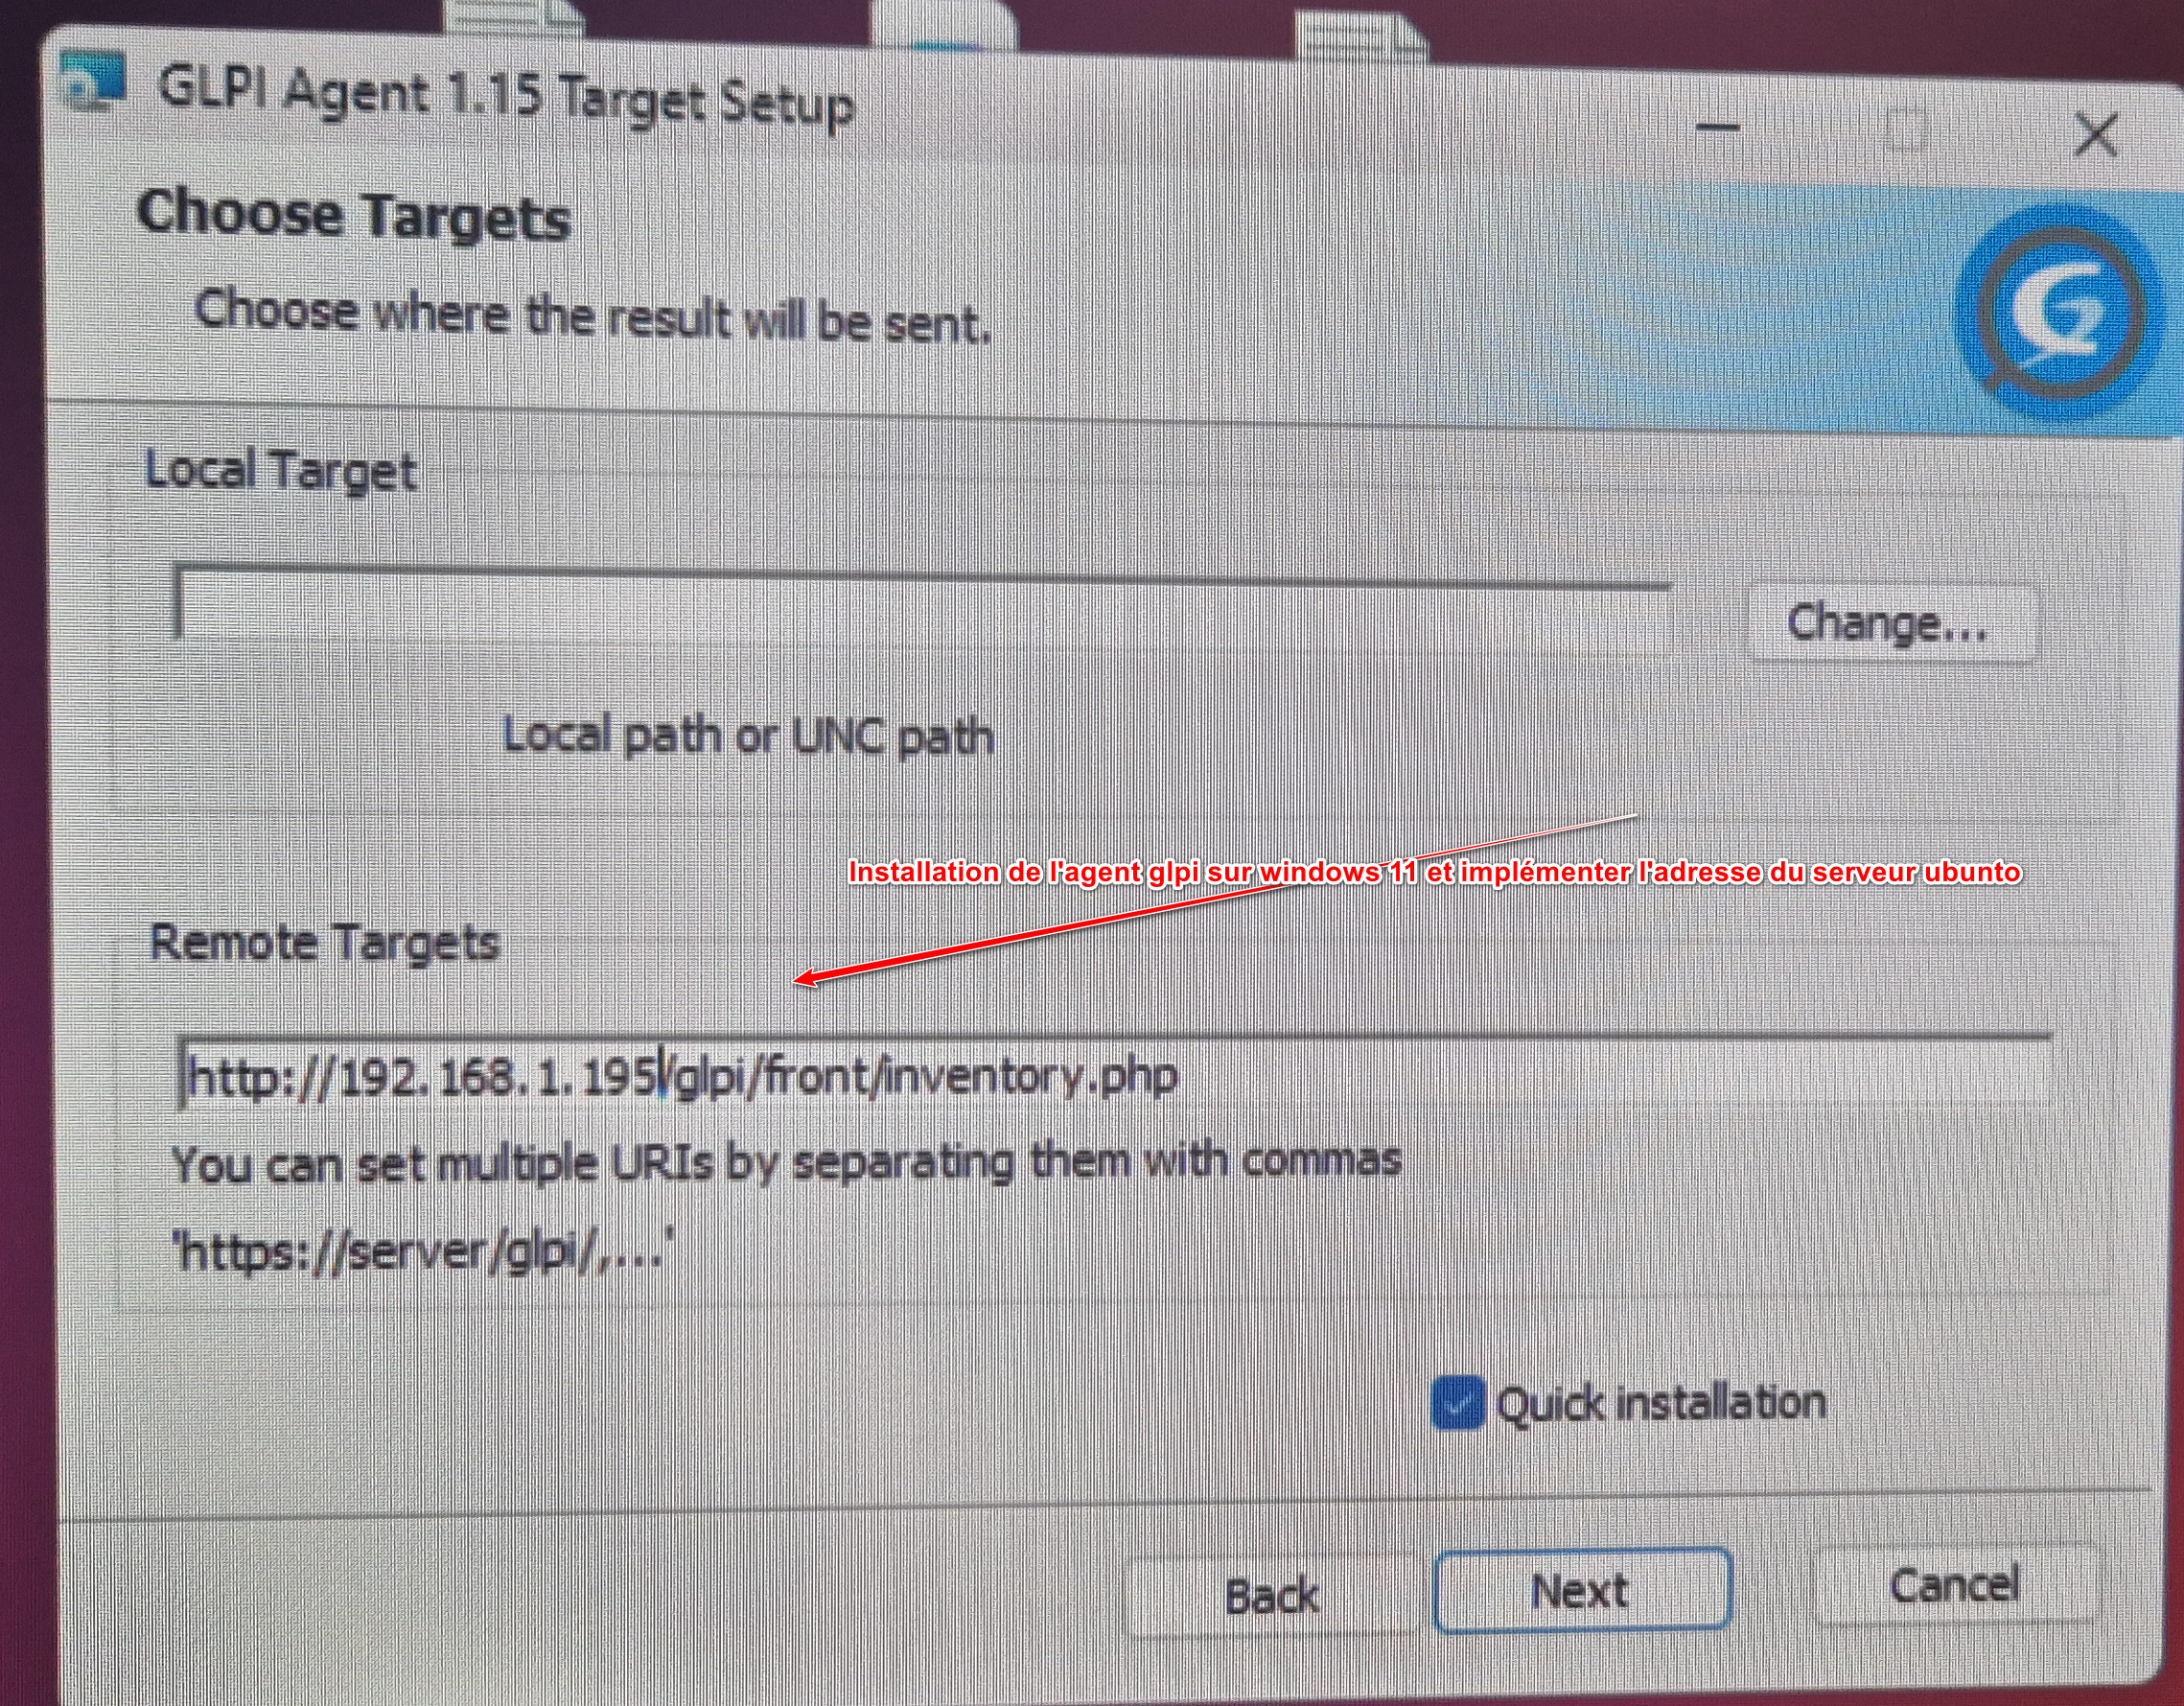 GLPI Agent 1.15 Target Setup
Choose Targets
Choose where the result will be sent.
Local Target
Change...
Local path or UNC path
Installation de l'agent glpi sur windows 11 et implémenter l'adresse du serveur ubunto
Remote Targets
http://192.168.1.195/glpi/front/inventory.php
You can set multiple URIs by separating them with commas
'https://server/glpi/,...'
Quick installation
Back
Next
Cancel